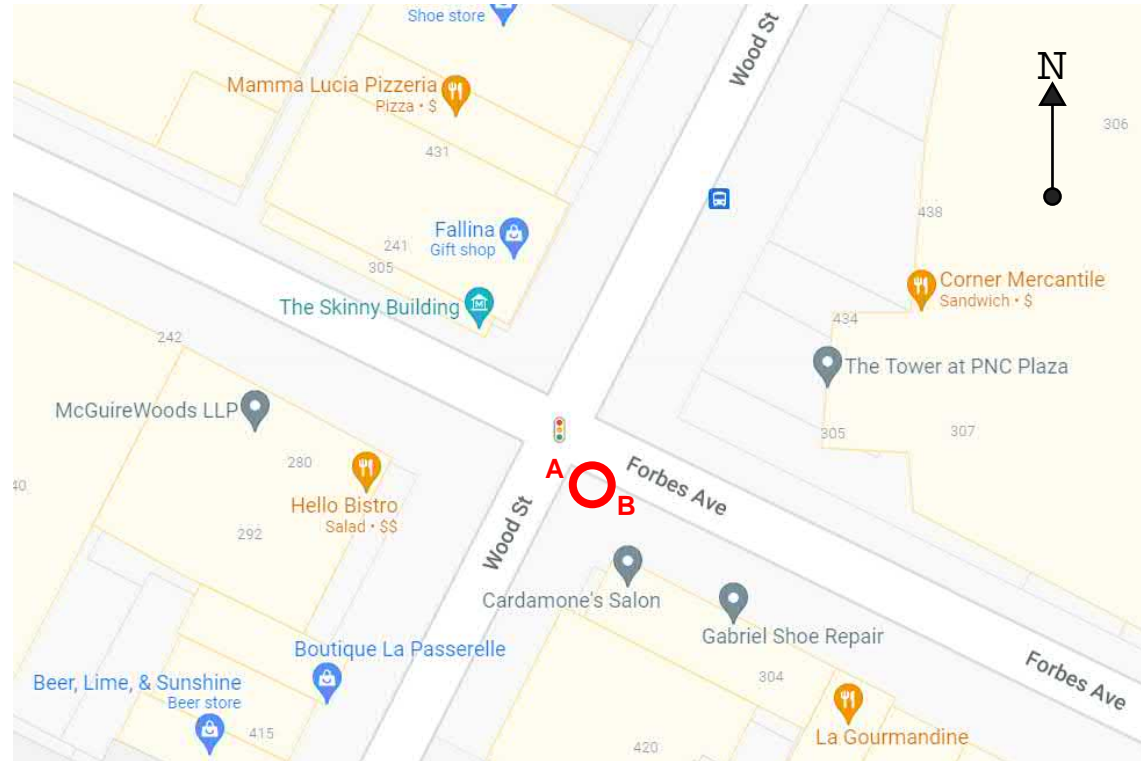 Shoe store
Wood St
N
Mamma Lucia Pizzeria
Pizza • $
306
431
438
Fallina
Gift shop
241
305
Corner Mercantile
Sandwich • $
The Skinny Building
434
242
The Tower at PNC Plaza
McGuireWoods LLP
305
307
280
A
Forbes Ave
40
Hello Bistro
Salad • $$
B
292
Wood St
Cardamone's Salon
Gabriel Shoe Repair
Boutique La Passerelle
304
Forbes Ave
Beer, Lime, & Sunshine
Beer store
415
La Gourmandine
420